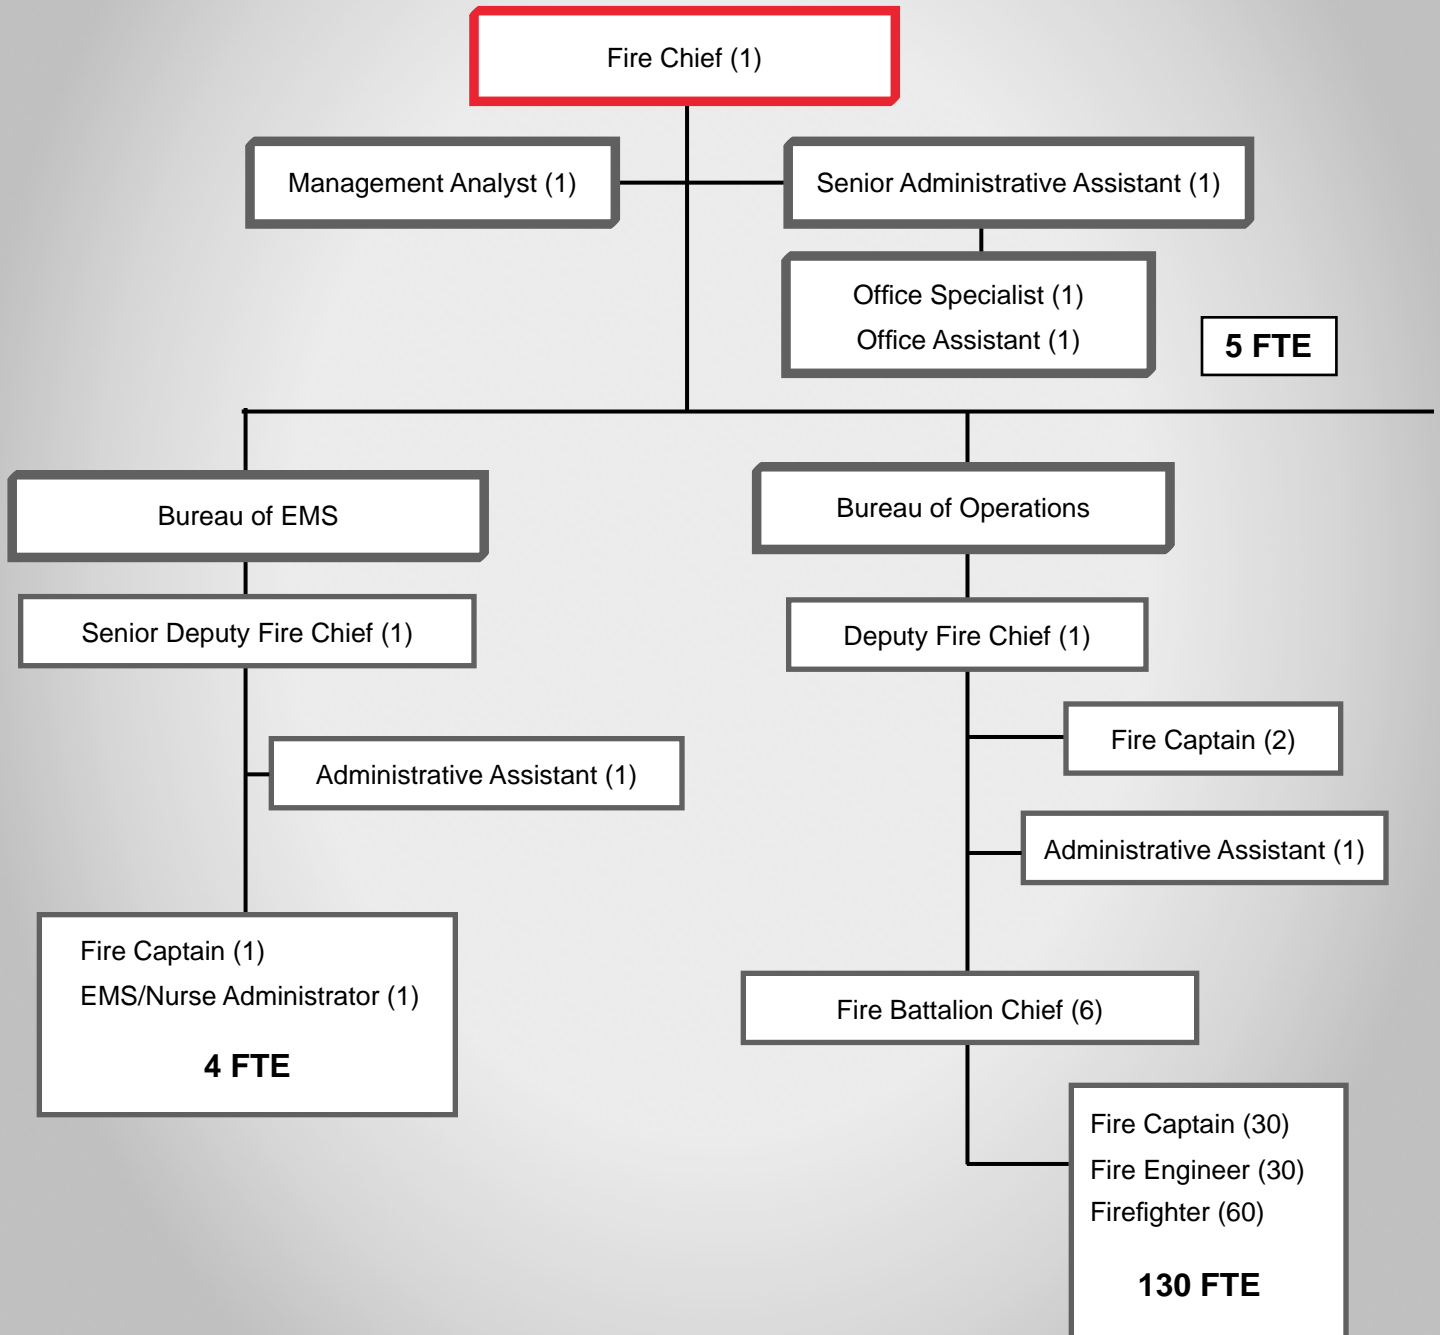 Fire Chief (1)
Management Analyst (1)
Senior Administrative Assistant (1)
Office Specialist (1)
Office Assistant (1)
5 FTE
Bureau of EMS
Senior Deputy Fire Chief (1)
Administrative Assistant (1)
Fire Captain (1)
EMS/Nurse Administrator (1)
4 FTE
Bureau of Operations
Deputy Fire Chief (1)
Fire Captain (2)
Administrative Assistant (1)
Fire Battalion Chief (6)
Fire Captain (30)
Fire Engineer (30)
Firefighter (60)
130 FTE